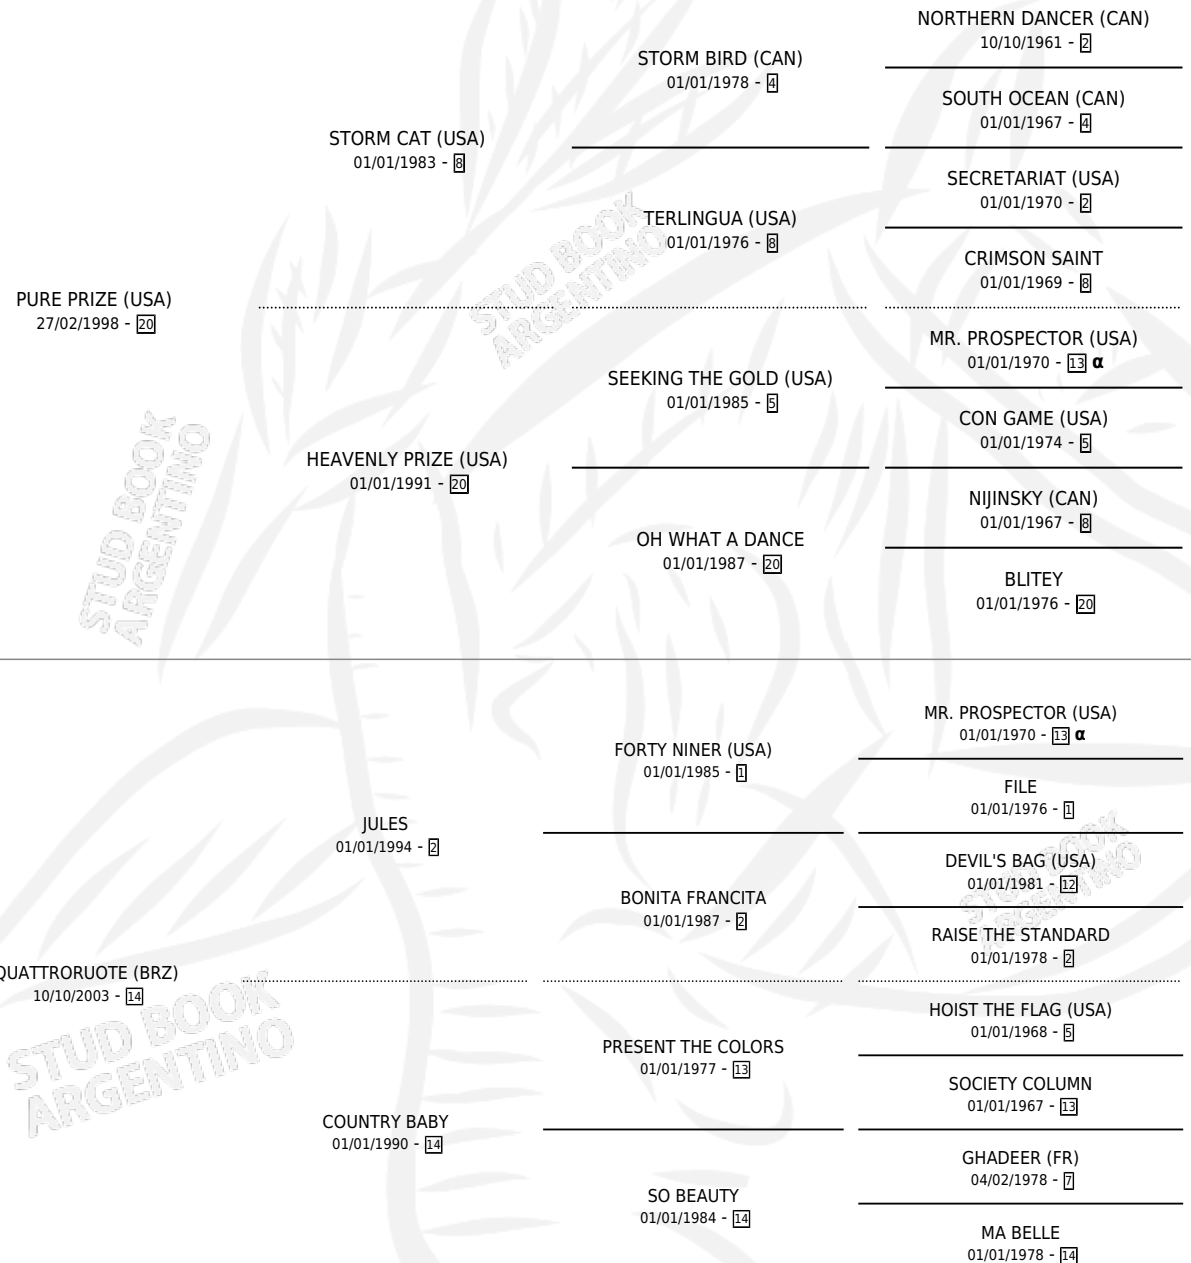 NORTHERN DANCER (CAN)
10/10/1961 - 2
STORM BIRD (CAN)
01/01/1978 - 4
SOUTH OCEAN (CAN)
01/01/1967 - 4
STORM CAT (USA)
01/01/1983 - 8
SECRETARIAT (USA)
01/01/1970 - 2
TERLINGUA (USA)
01/01/1976 - 8
CRIMSON SAINT
01/01/1969 - 8
PURE PRIZE (USA)
27/02/1998 - 20
STUD BOOK
ARGENTINO
MR. PROSPECTOR (USA)
01/01/1970 - 13 α
SEEKING THE GOLD (USA)
01/01/1985 - 5
CON GAME (USA)
01/01/1974 - 5
HEAVENLY PRIZE (USA)
01/01/1991 - 20
NIJINSKY (CAN)
01/01/1967 - 8
OH WHAT A DANCE
01/01/1987 - 20
BLITEY
01/01/1976 - 20
STUD BOOK
ARGENTINO
MR. PROSPECTOR (USA)
01/01/1970 - 13 α
FORTY NINER (USA)
01/01/1985 - 1
FILE
01/01/1976 - 1
JULES
01/01/1994 - 2
DEVIL'S BAG (USA)
01/01/1981 - 12
BONITA FRANCITA
01/01/1987 - 2
RAISE THE STANDARD
01/01/1978 - 2
STUD BOOK
ARGENTINO
QUATTRORUOTE (BRZ)
10/10/2003 - 14
HOIST THE FLAG (USA)
01/01/1968 - 5
PRESENT THE COLORS
01/01/1977 - 13
SOCIETY COLUMN
01/01/1967 - 13
STUD BOOK
ARGENTINO
COUNTRY BABY
01/01/1990 - 14
GHADEER (FR)
04/02/1978 - 7
SO BEAUTY
01/01/1984 - 14
MA BELLE
01/01/1978 - 14